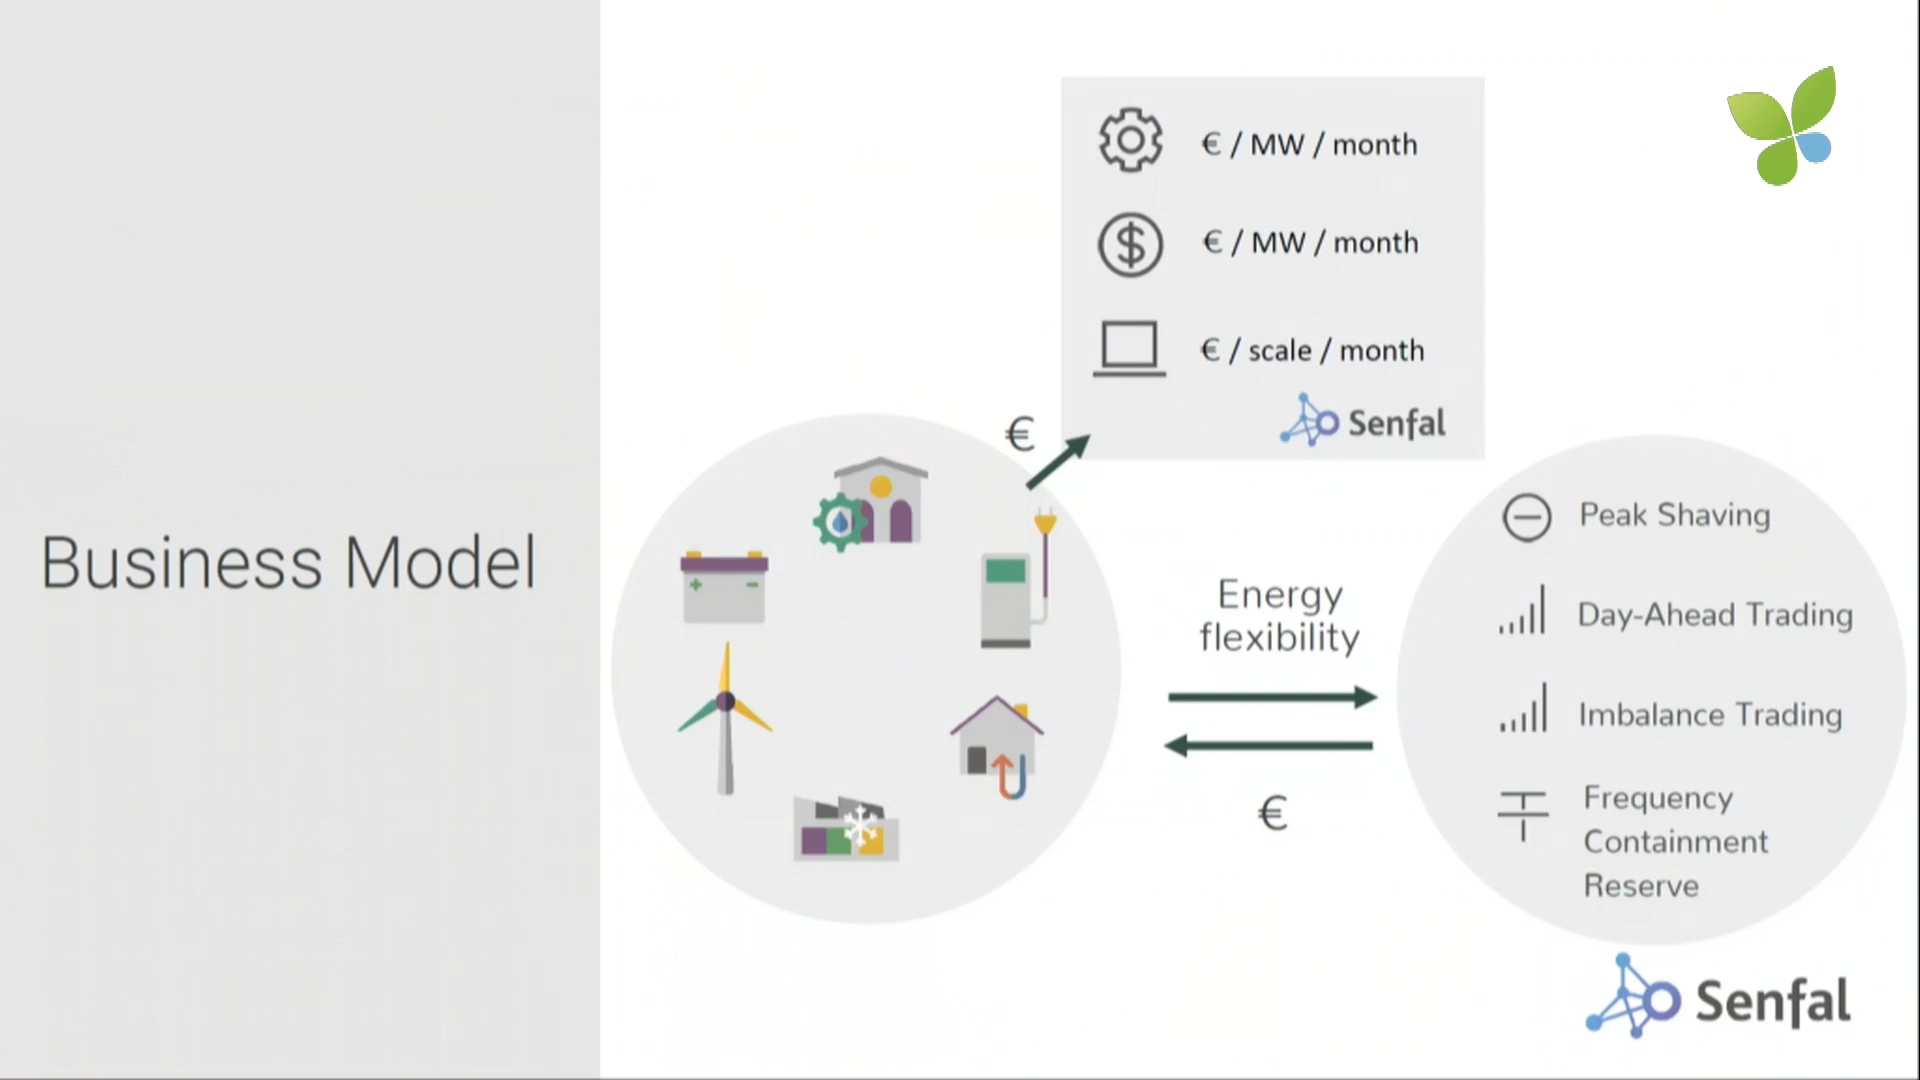 Business Model
€ / MW / month
€ / MW / month
€ / scale / month
Senfal
€
Energy
flexibility
€
Peak Shaving
Day-Ahead Trading
Imbalance Trading
Frequency
Containment
Reserve
Senfal